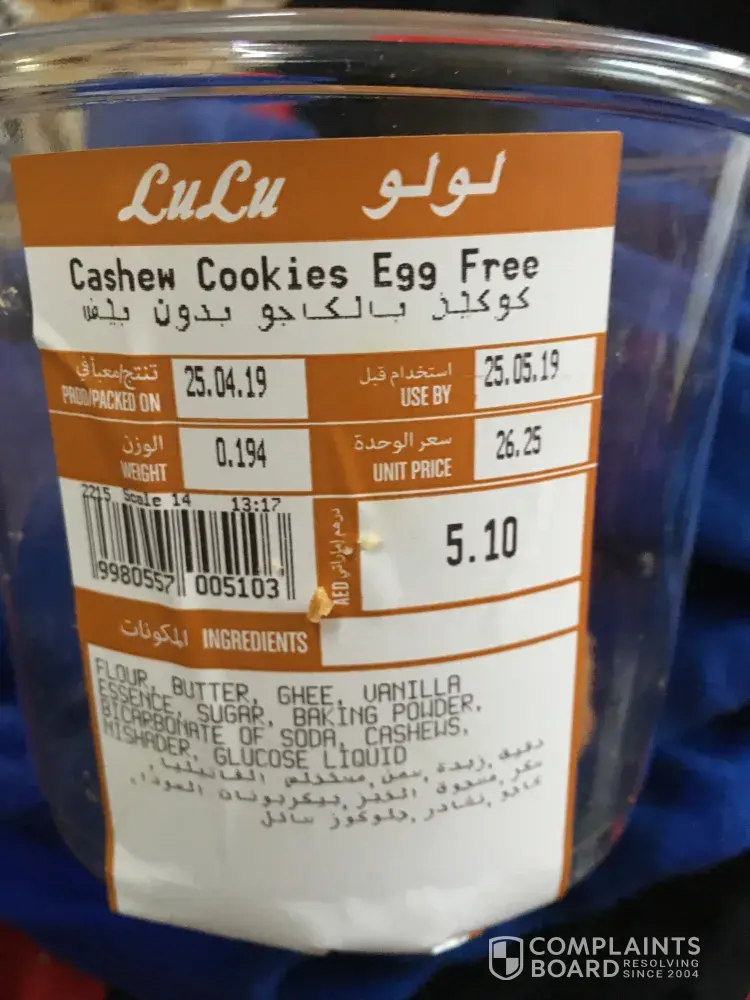 LuLu لولو
Cashew Cookies Egg Free
كوكيز بالكاجو بدون بيض
تنتج/معبأ في
PROD/PACKED ON 25.04.19
استخدام قبل
USE BY 25.05.19
الوزن
WEIGHT 0.194
سعر الوحدة
UNIT PRICE 26.25
2215 Scale 14 13:17
9980557 005103
درهم إماراتي AED
5.10
المكونات INGREDIENTS
FLOUR, BUTTER, GHEE, VANILLA
ESSENCE, SUGAR, BAKING POWDER,
BICARBONATE OF SODA, CASHEWS,
MISHADER, GLUCOSE LIQUID
دقيق, زبدة, سمن, مستخلص الفانيليا,
سكر, مسحوق الخبز, بيكربونات الصودا,
كاجو, نشادر, جلوكوز سائل
COMPLAINTS
BOARD RESOLVING
SINCE 2004